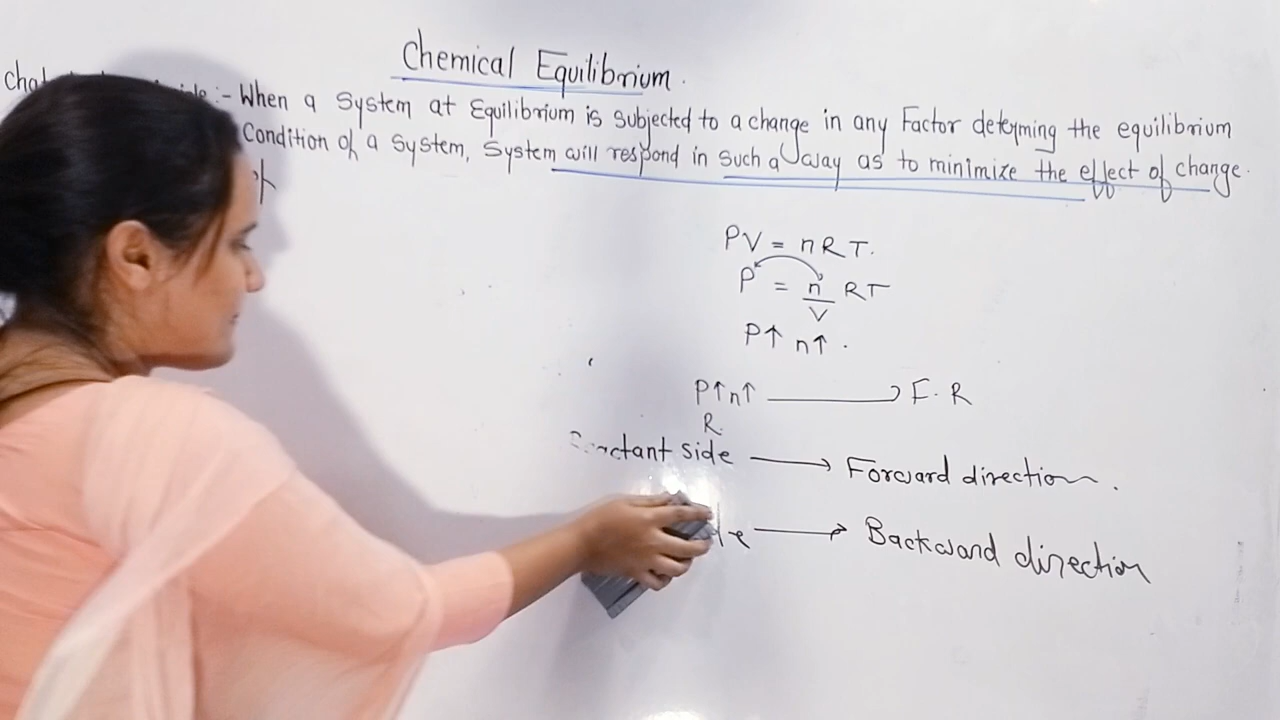 Chemical Equilibrium.
:- When a System at Equilibrium is subjected to a change in any Factor determing the equilibrium
Condition of a System, System will respond in such a way as to minimize the effect of change.
PV = nRT.
P = n/V RT
P↑ n↑ .
P↑n↑ → F.R
R.
side → Forward direction.
→ Backward direction